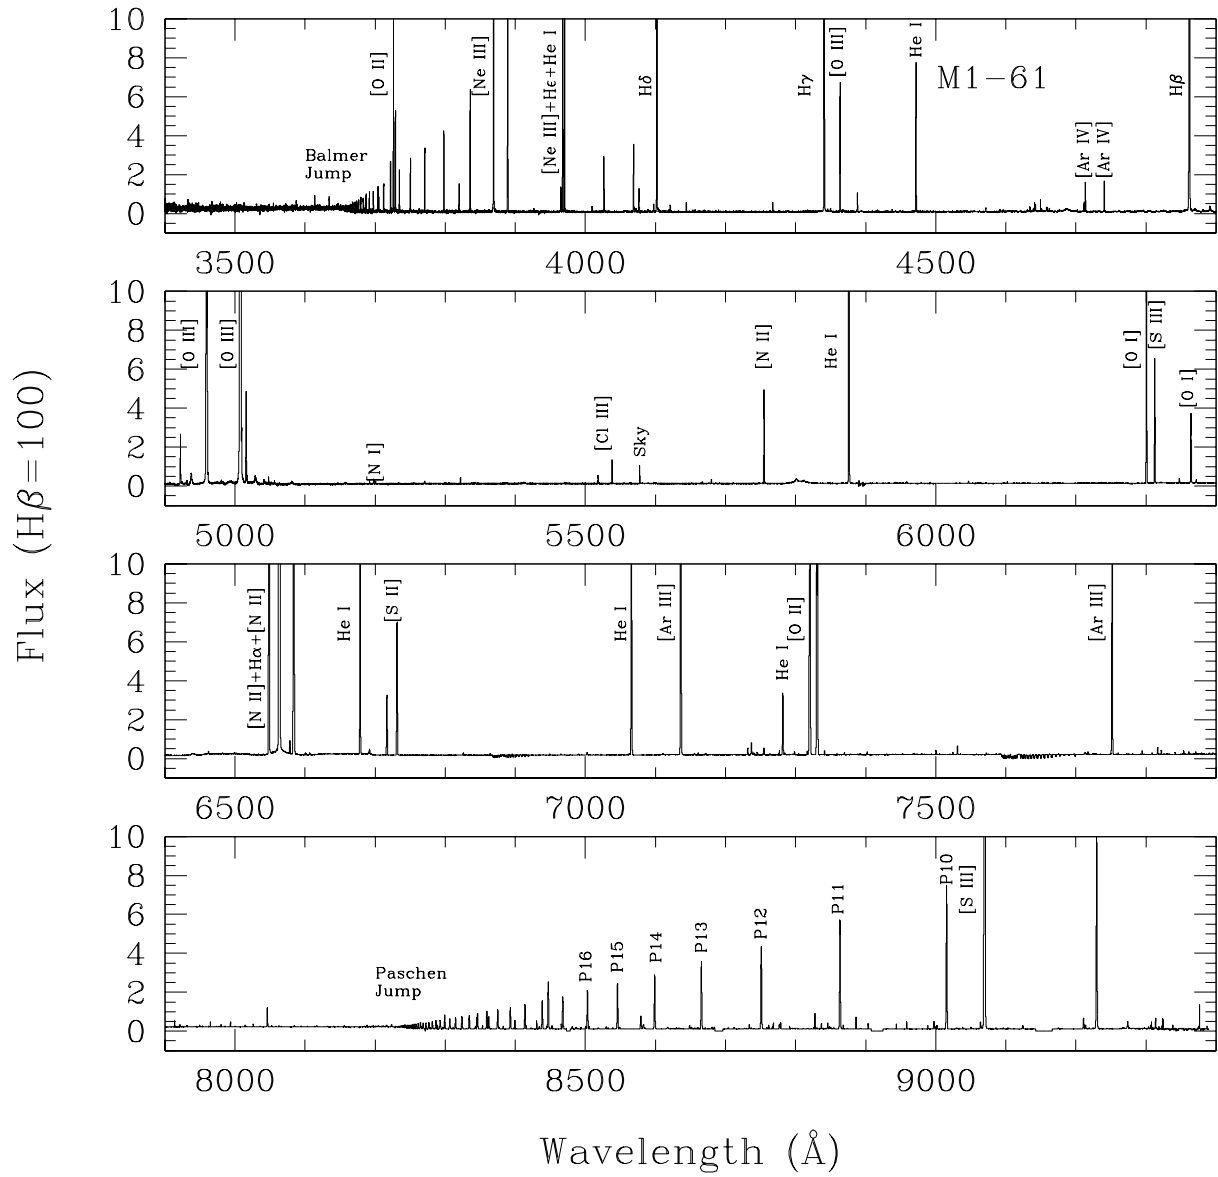 Flux (Hβ=100)
10
8
6
4
2
0
Balmer
Jump
[O II]
[Ne III]
[Ne III]+Hϵ+He I
Hδ
Hγ
[O III]
He I
M1-61
[Ar IV]
[Ar IV]
Hβ
3500
4000
4500
10
8
6
4
2
0
[O III]
[O III]
[N I]
[Cl III]
Sky
[N II]
He I
[O I]
[S III]
[O I]
5000
5500
6000
10
8
6
4
2
0
[N II]+Hα+[N II]
He I
[S II]
He I
[Ar III]
He I
[O II]
[Ar III]
6500
7000
7500
10
8
6
4
2
0
Paschen
Jump
P16
P15
P14
P13
P12
P11
P10
[S III]
8000
8500
9000
Wavelength (Å)